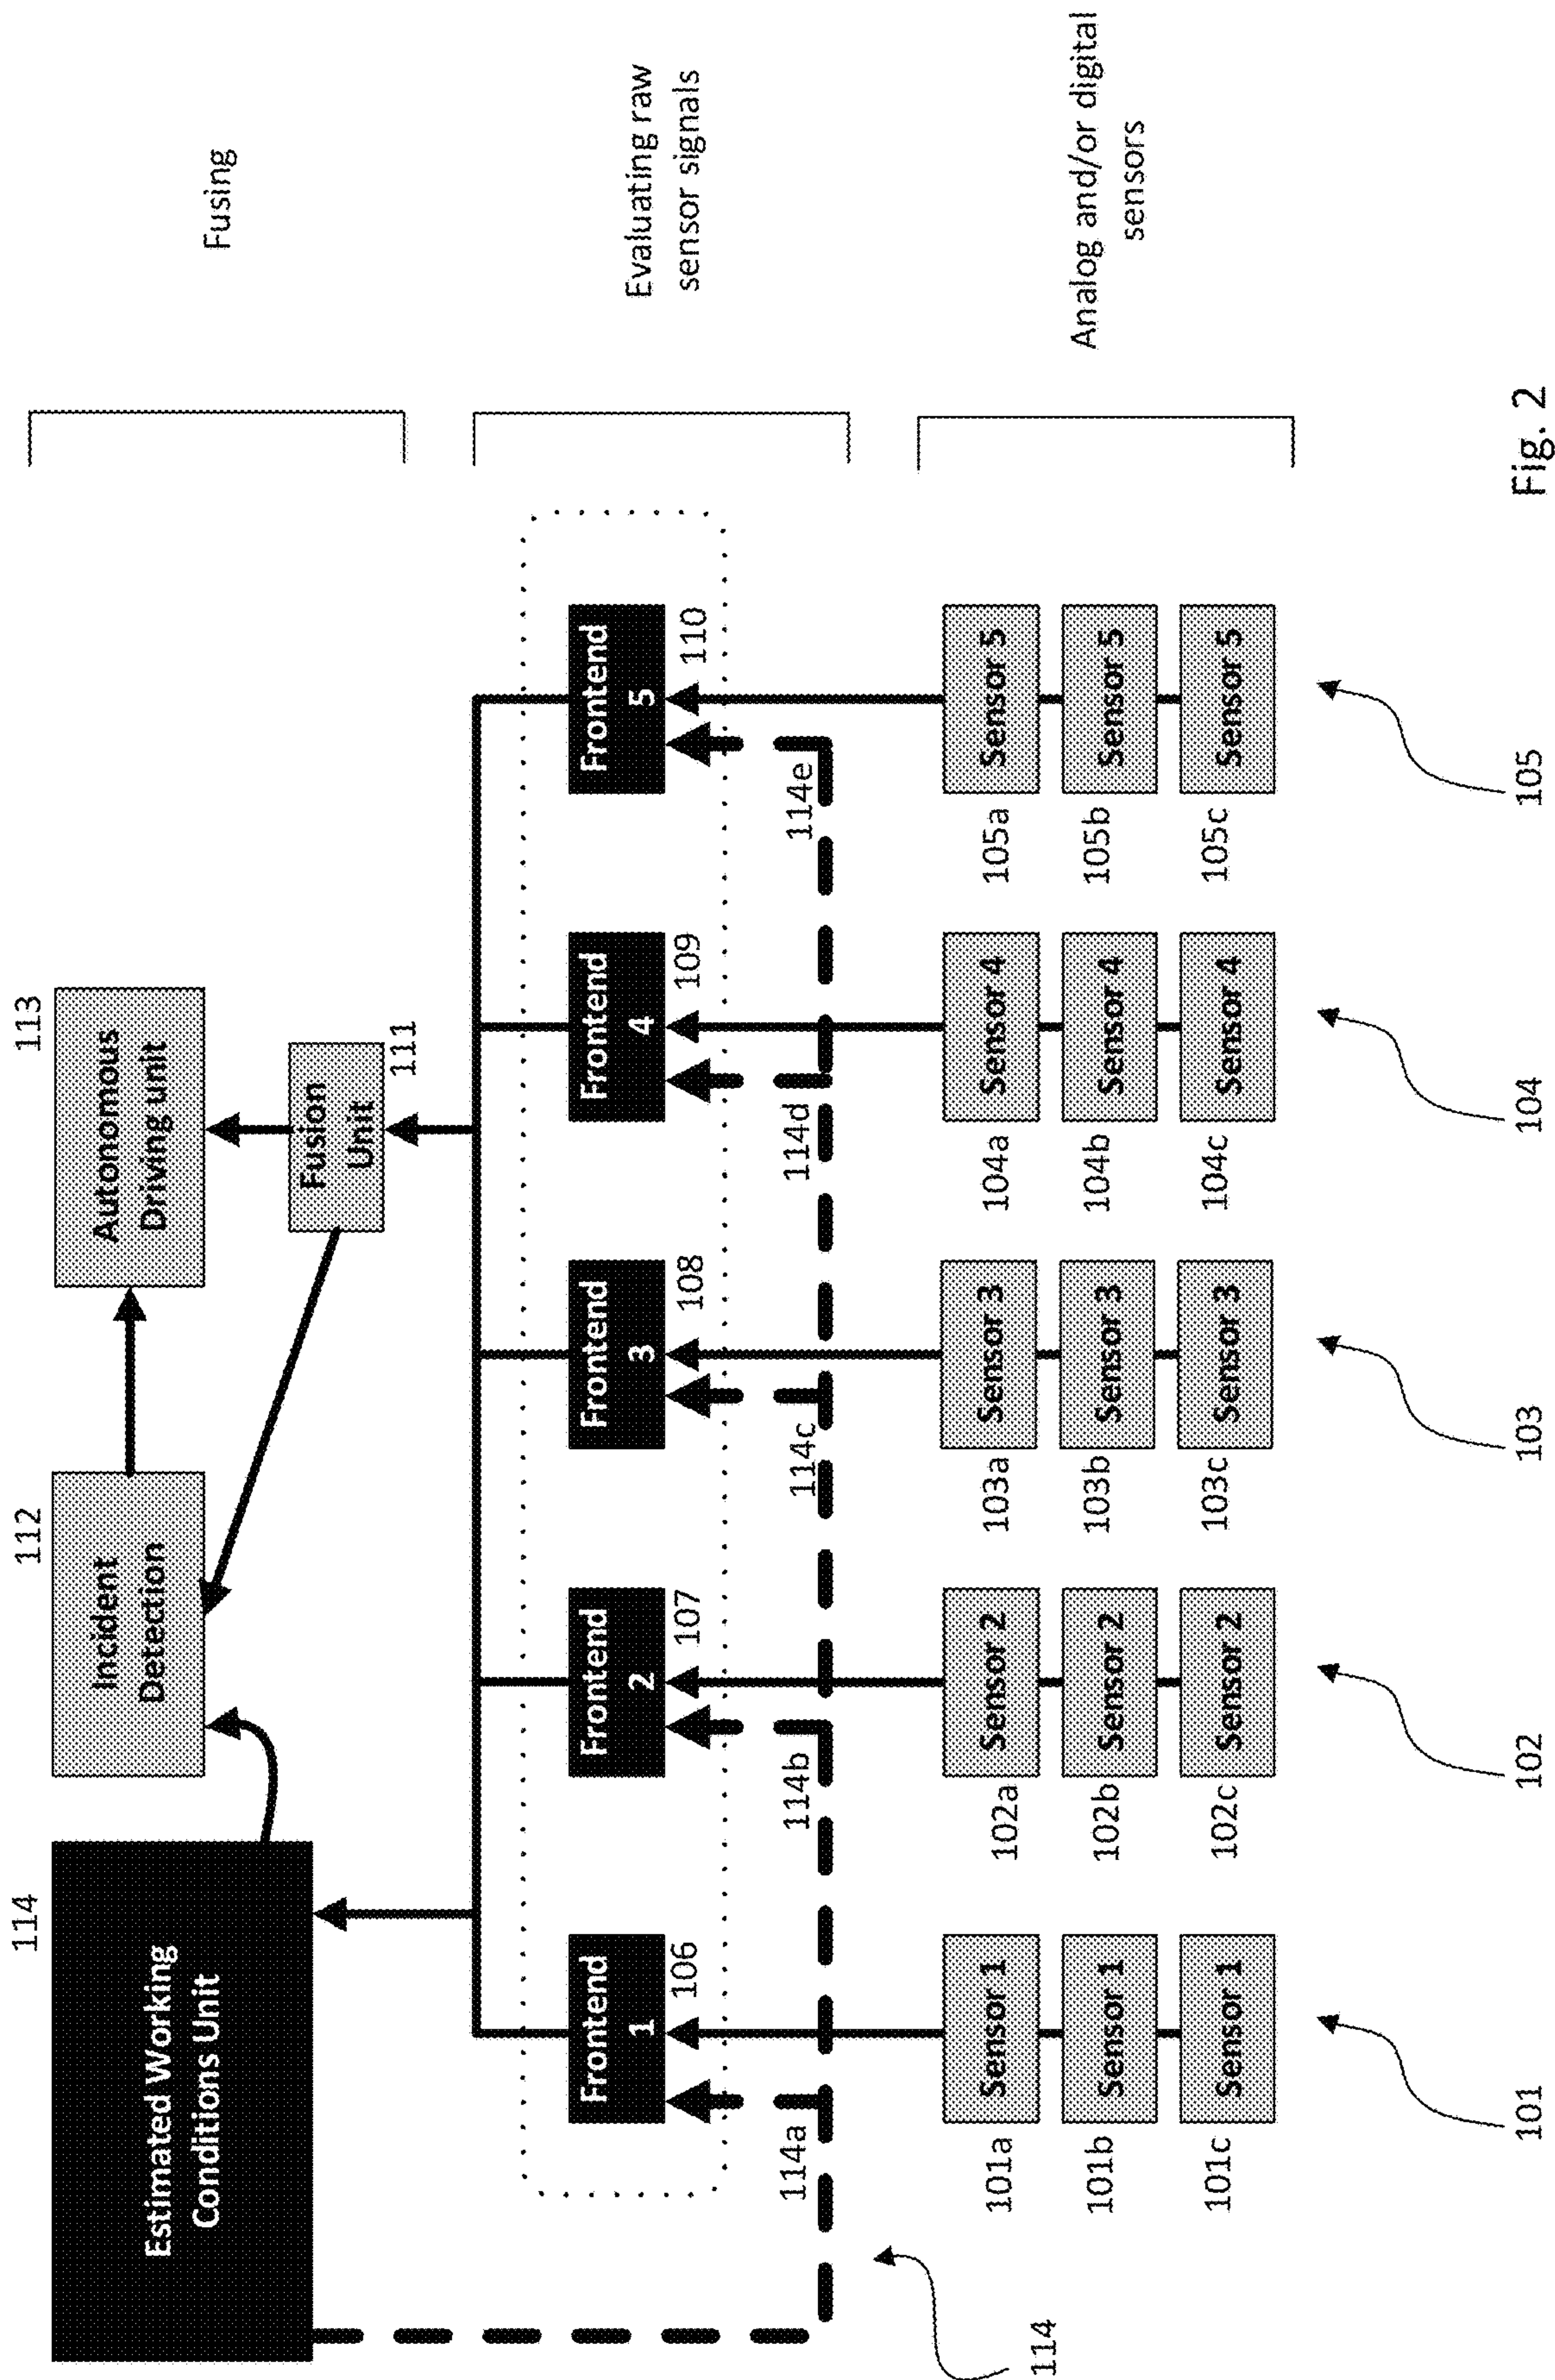 114
Estimated Working
Conditions Unit
112
Incident
Detection
113
Autonomous
Driving unit
Fusing
Fusion
Unit
111
Frontend
1
106
Frontend
2
107
Frontend
3
108
Frontend
4
109
Frontend
5
110
Evaluating raw
sensor signals
114a
114b
114c
114d
114e
114
101a
Sensor 1
102a
Sensor 2
103a
Sensor 3
104a
Sensor 4
105a
Sensor 5
101b
Sensor 1
102b
Sensor 2
103b
Sensor 3
104b
Sensor 4
105b
Sensor 5
101c
Sensor 1
102c
Sensor 2
103c
Sensor 3
104c
Sensor 4
105c
Sensor 5
Analog and/or digital
sensors
101
102
103
104
105
Fig. 2